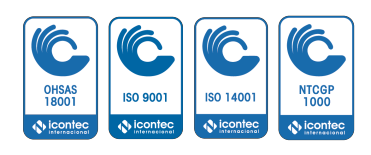 OHSAS
18001
icontec
internacional
ISO 9001
icontec
internacional
ISO 14001
icontec
internacional
NTCGP
1000
icontec
internacional